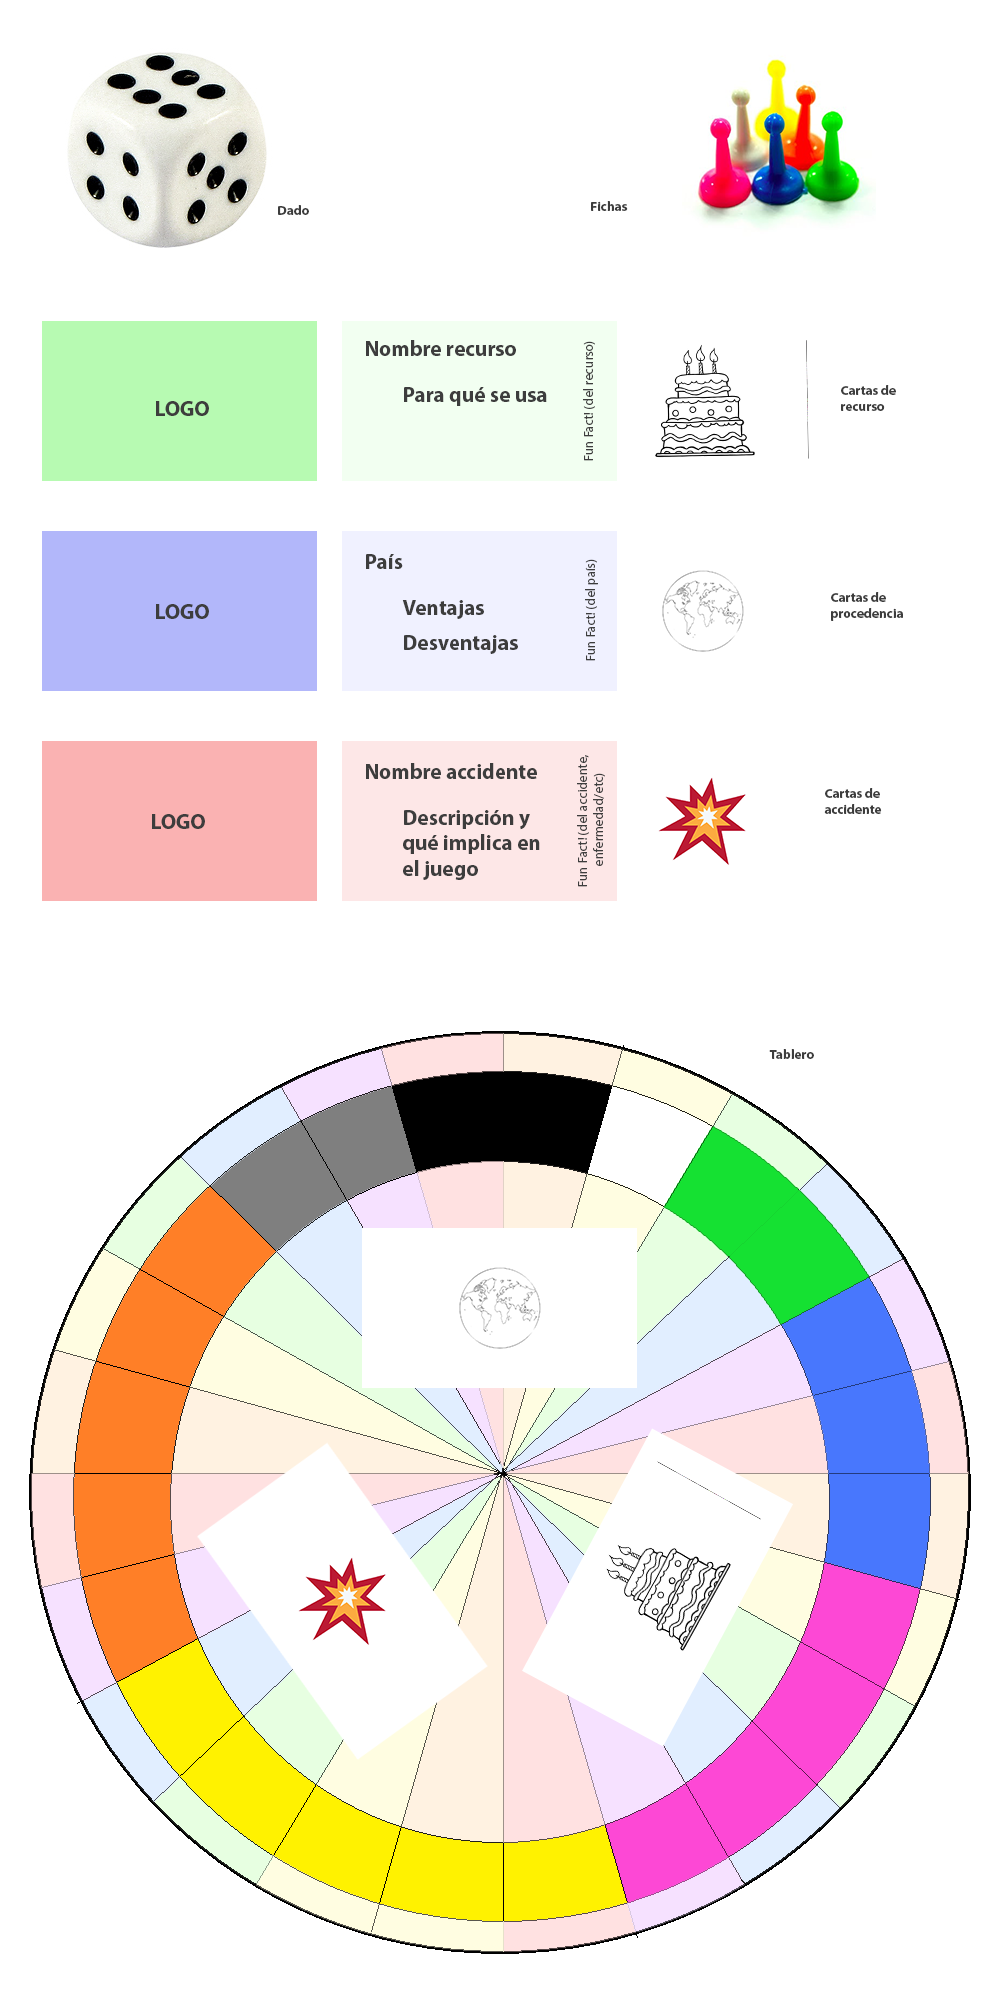 Dado
Fichas
LOGO
Nombre recurso
Para qué se usa
Fun Fact! (del recurso)
Cartas de
recurso
LOGO
País
Ventajas
Desventajas
Fun Fact! (del país)
Cartas de
procedencia
LOGO
Nombre accidente
Descripción y
qué implica en
el juego
Fun Fact! (del accidente,
enfermedad/etc)
Cartas de
accidente
Tablero